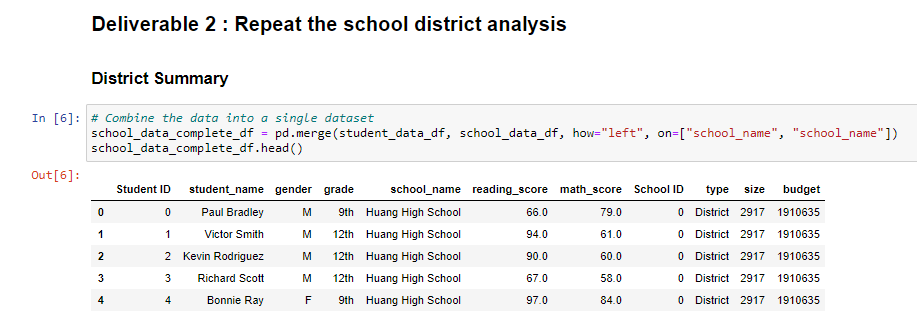 Deliverable 2 : Repeat the school district analysis
District Summary
In [6]: # Combine the data into a single dataset
school_data_complete_df = pd.merge(student_data_df, school_data_df, how="left", on=["school_name", "school_name"])
school_data_complete_df.head()
Out[6]:
Student ID student_name gender grade school_name reading_score math_score School ID type size budget
0 0 Paul Bradley M 9th Huang High School 66.0 79.0 0 District 2917 1910635
1 1 Victor Smith M 12th Huang High School 94.0 61.0 0 District 2917 1910635
2 2 Kevin Rodriguez M 12th Huang High School 90.0 60.0 0 District 2917 1910635
3 3 Richard Scott M 12th Huang High School 67.0 58.0 0 District 2917 1910635
4 4 Bonnie Ray F 9th Huang High School 97.0 84.0 0 District 2917 1910635